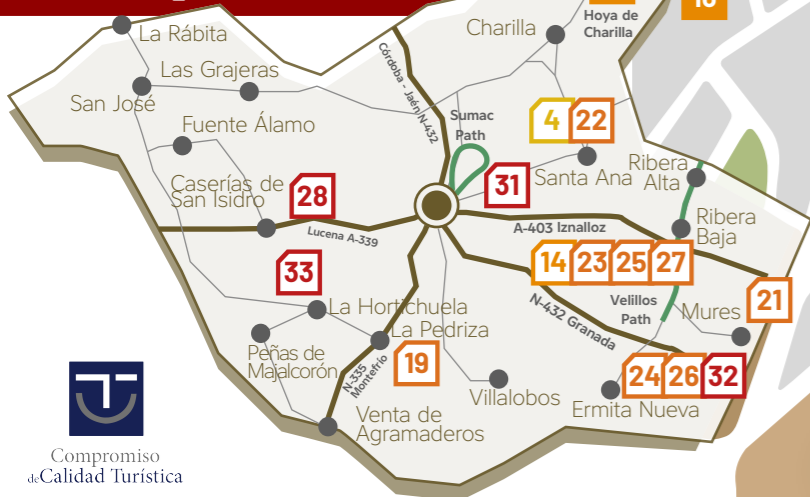 Hoya de
Charilla
Charilla
La Rábita
Las Grajeras
San José
Córdoba - Jaén N-432
Sumac
Path
Fuente Álamo
4
22
Santa Ana
Ribera
Alta
Caserías de
San Isidro
28
31
Ribera
Baja
Lucena A-339
A-403 Iznalloz
14
23
25
27
33
Velillos
Path
21
N-432 Granada
Mures
La Hortichuela
La Pedriza
Peñas de
Majalcorón
N-335
Montefrío
19
24
26
32
Villalobos
Ermita Nueva
Venta de
Agramaderos
Compromiso
de Calidad Turística